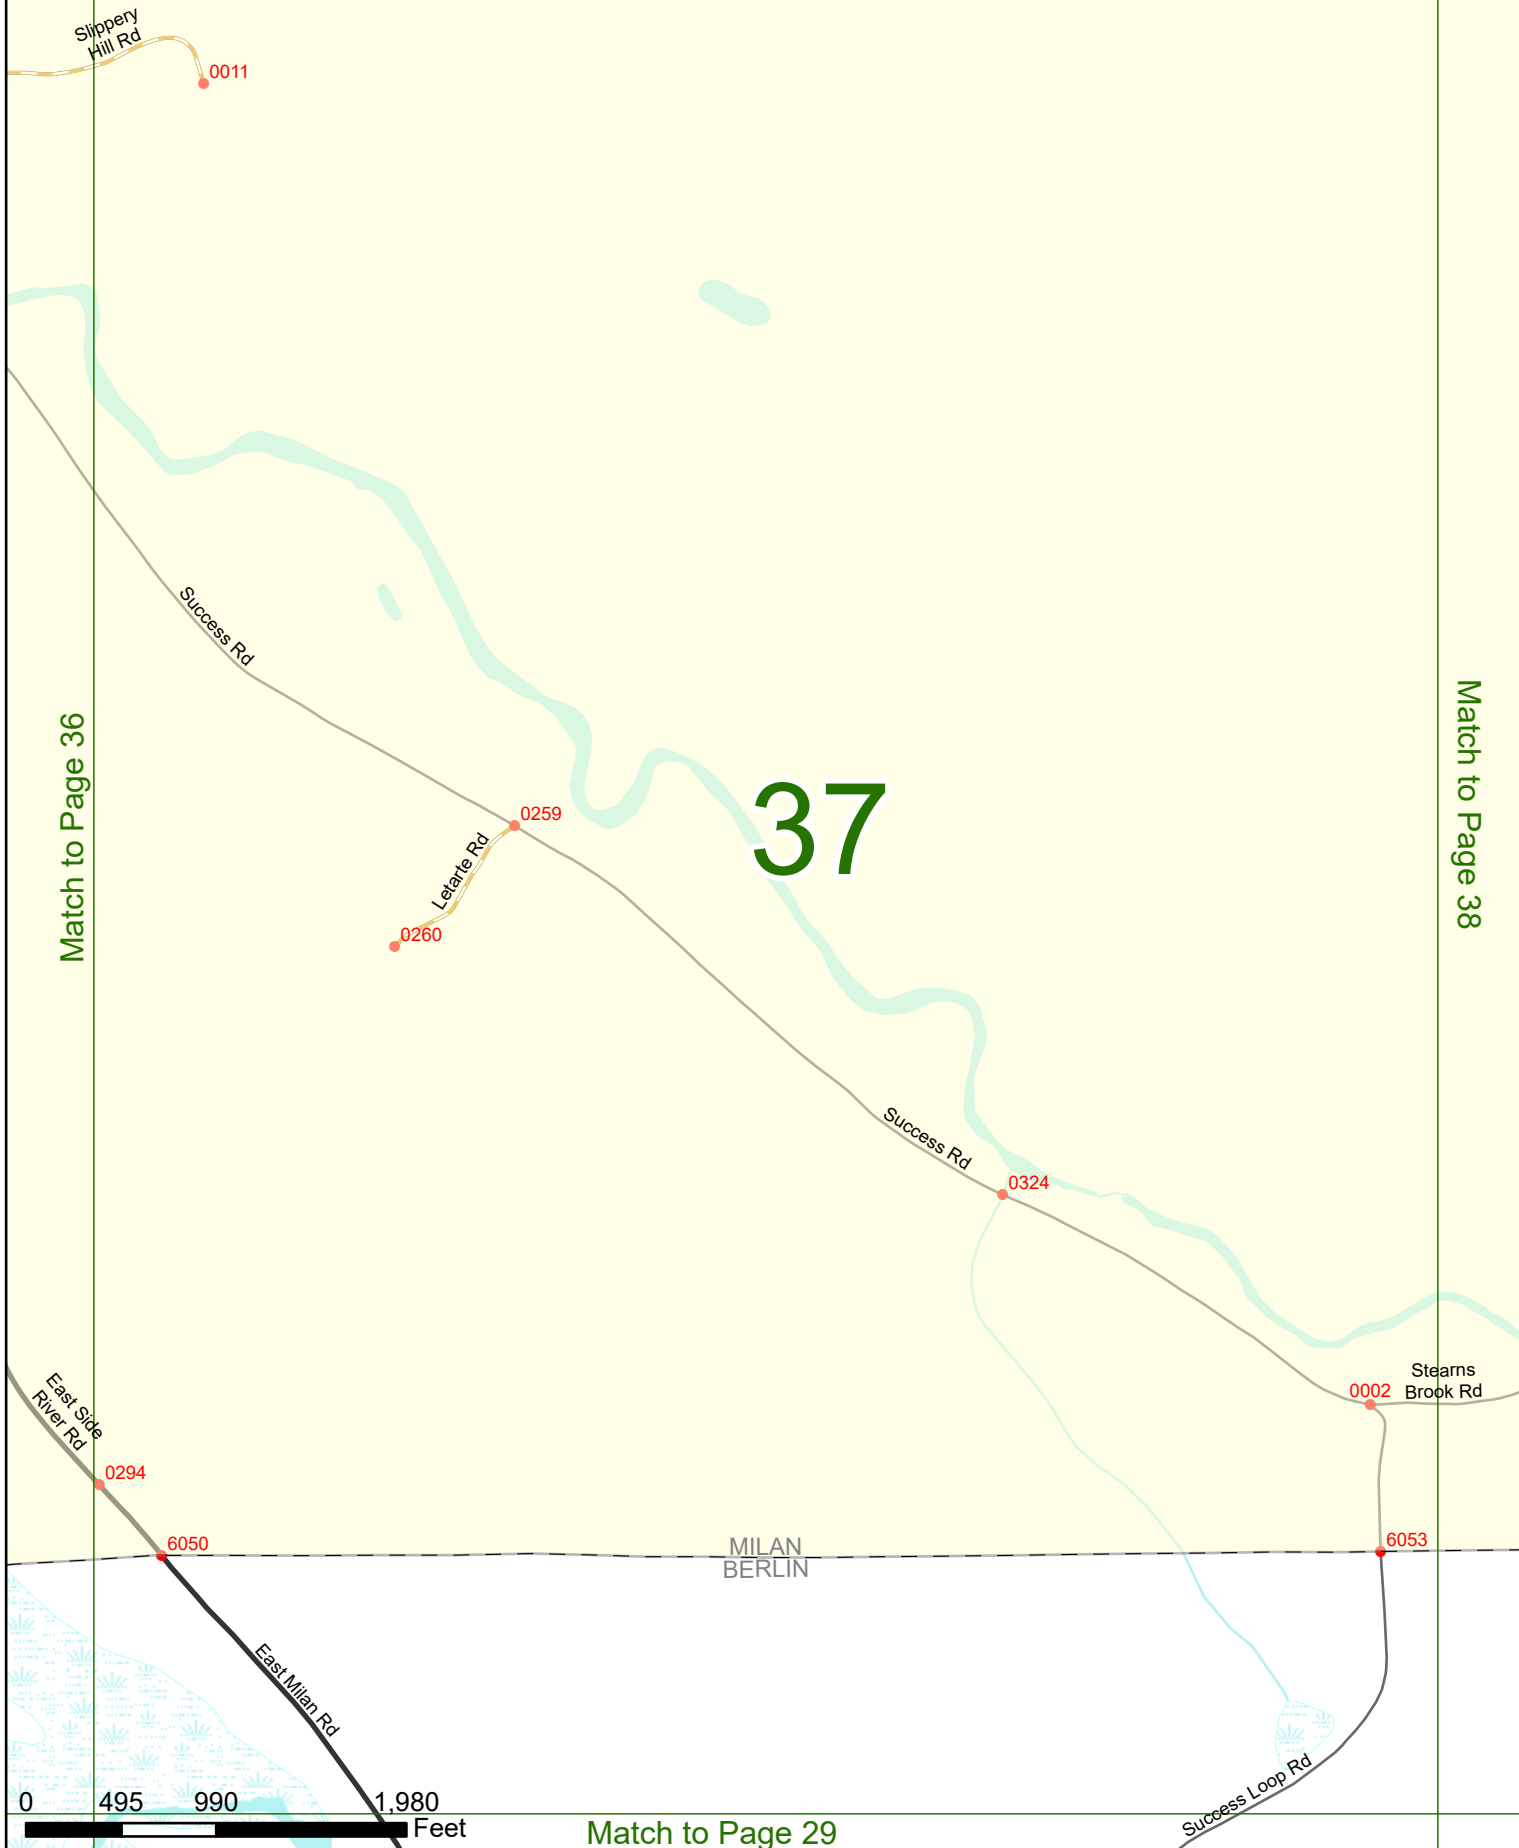 Slippery
Hill Rd
0011
Success Rd
Match to Page 36
Match to Page 38
37
0259
Letarte Rd
0260
Success Rd
0324
Stearns
Brook Rd
0002
East Side
River Rd
0294
6050
MILAN
BERLIN
6053
East Milan Rd
Success Loop Rd
0 495 990 1,980
Feet
Match to Page 29